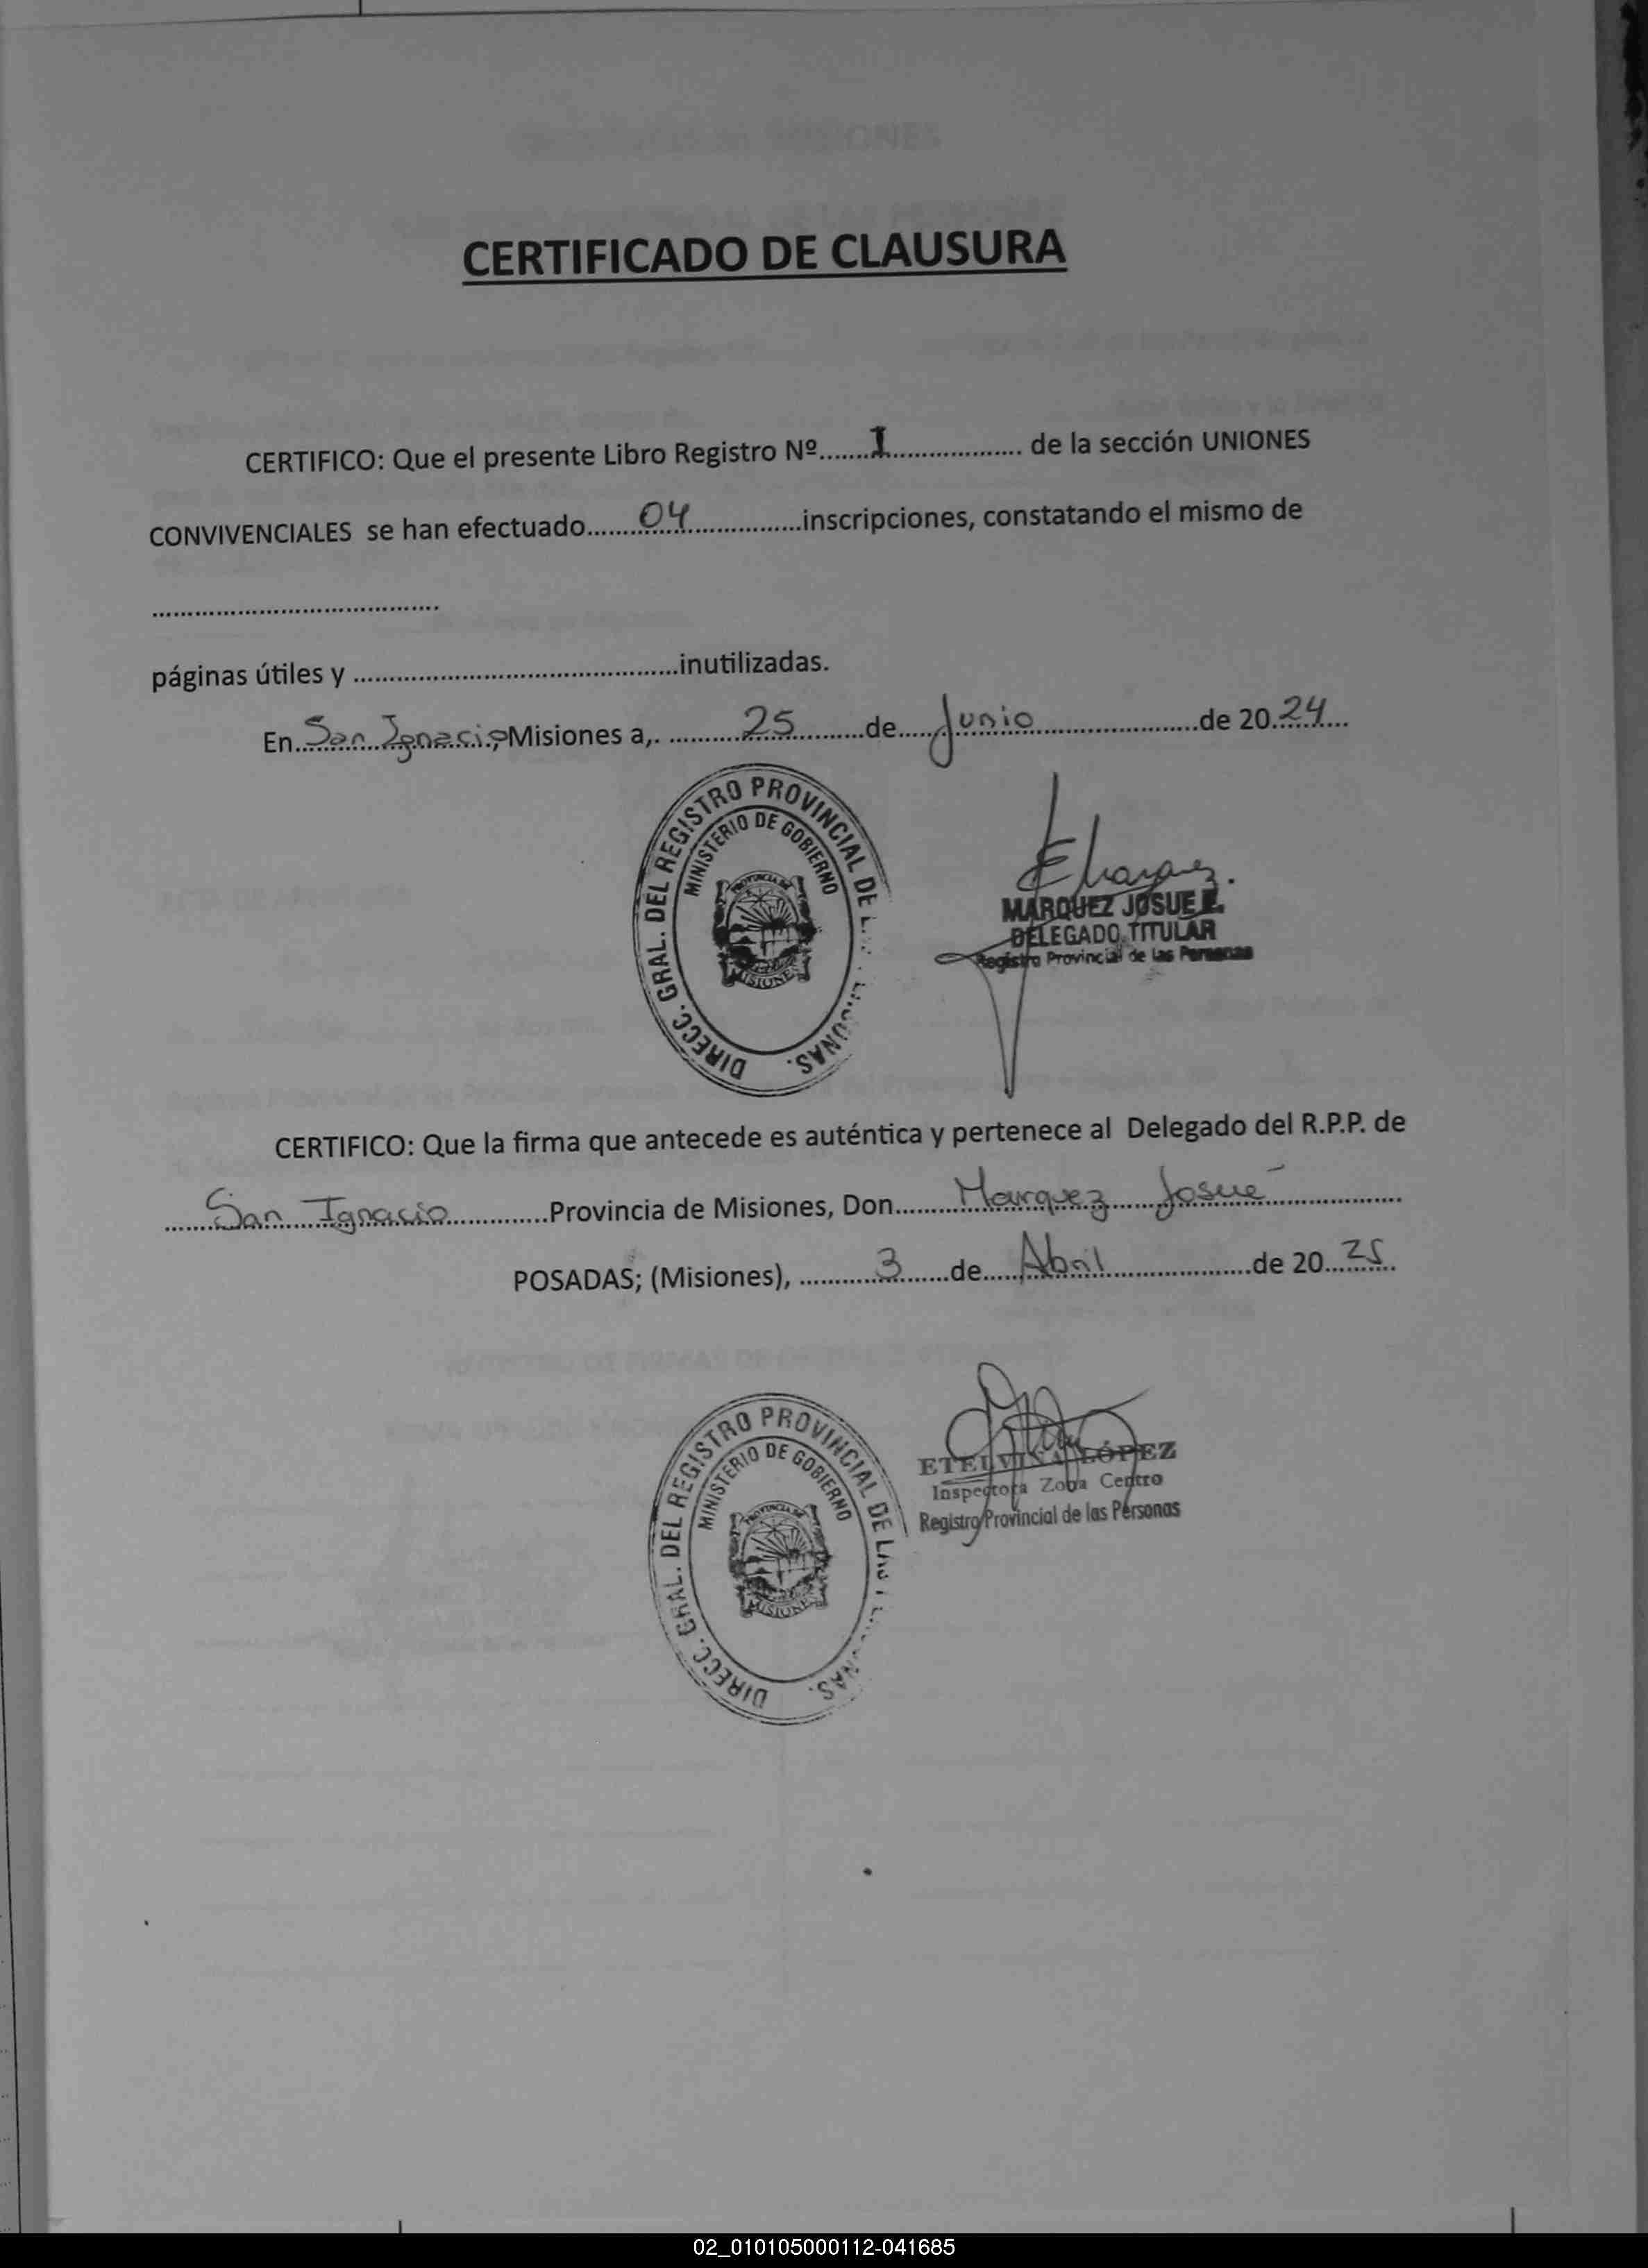 CERTIFICADO DE CLAUSURA
CERTIFICO: Que el presente Libro Registro Nº.......1.................. de la sección UNIONES
CONVIVENCIALES se han efectuado.......04................inscripciones, constatando el mismo de
.........................................
páginas útiles y ..............................................inutilizadas.
En San Ignacio, Misiones a,. ..........25..........de.....Junio.......................de 20.24...
DIRECC. GRAL. DEL REGISTRO PROVINCIAL DE
MINISTERIO DE GOBIERNO
PROVINCIA DE
MISIONES
MARQUEZ JOSUE E.
DELEGADO TITULAR
Registro Provincial de las Personas
CERTIFICO: Que la firma que antecede es auténtica y pertenece al Delegado del R.P.P. de
.......San Ignacio..............Provincia de Misiones, Don.........Marquez Josué...................
POSADAS; (Misiones), ...........3..........de.....Abril....................de 20...25....
DIRECC. GRAL. DEL REGISTRO PROVINCIAL DE LAS
MINISTERIO DE GOBIERNO
PROVINCIA DE
MISIONES
ETELVINA LÓPEZ
Inspectora Zona Centro
Registro Provincial de las Personas
02_010105000112-041685